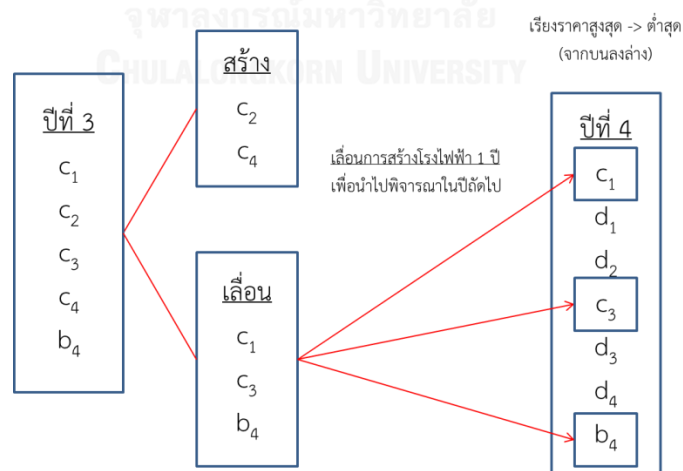 จุฬาลงกรณ์มหาวิทยาลัย
CHULALONGKORN UNIVERSITY
เรียงราคาสูงสุด -> ต่ำสุด
(จากบนลงล่าง)
ปีที่ 3
c₁
c₂
c₃
c₄
b₄
สร้าง
c₂
c₄
เลื่อน
c₁
c₃
b₄
เลื่อนการสร้างโรงไฟฟ้า 1 ปี
เพื่อนำไปพิจารณาในปีถัดไป
ปีที่ 4
c₁
d₁
d₂
c₃
d₃
d₄
b₄